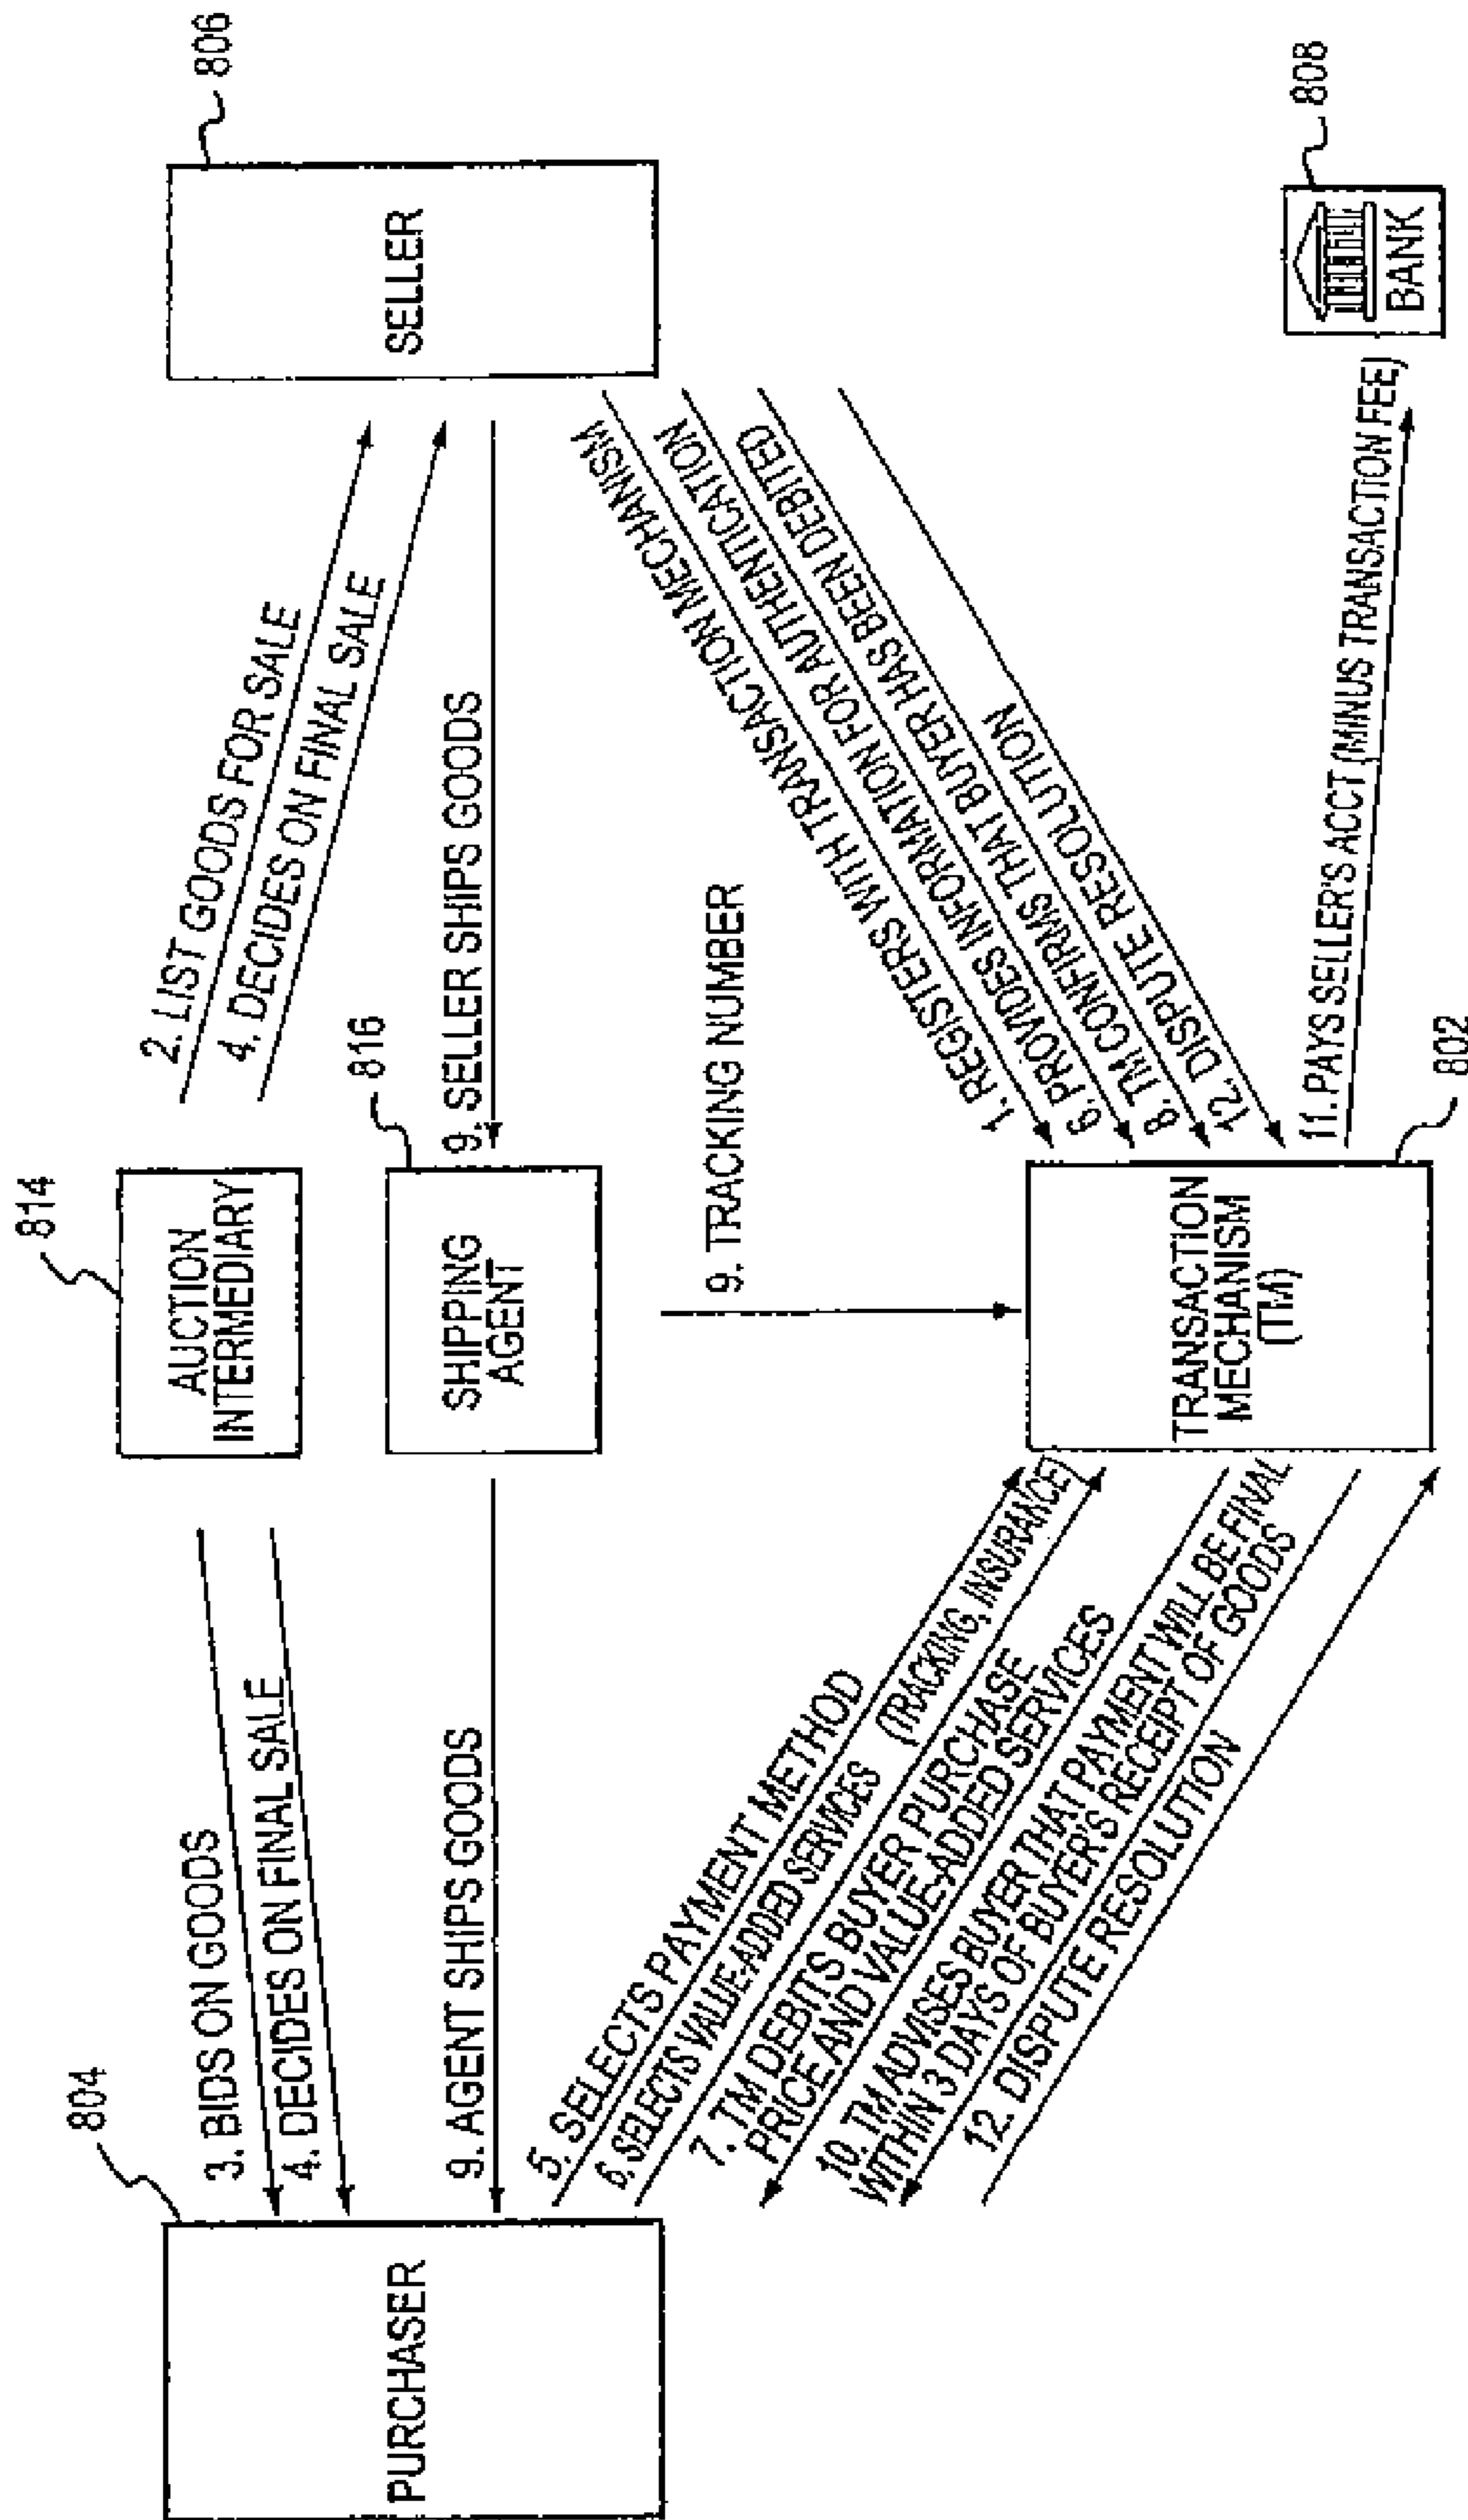 814
AUCTION
INTERMEDIARY
804
PURCHASER
806
SELLER
3. BIDS ON GOODS
4. DECIDES ON FINAL SALE
2. LIST GOODS FOR SALE
4. DECIDES ON FINAL SALE
816
SHIPPING
AGENT
9. AGENT SHIPS GOODS
9. SELLER SHIPS GOODS
9. TRACKING NUMBER
5. SELECTS PAYMENT METHOD
6. SELECTS VALUE-ADDED SERVICES (TRACKING, INSURANCE)
7. TM DEBITS BUYER PURCHASE
PRICE AND VALUE-ADDED SERVICES
10. TM ADVISES BUYER THAT PAYMENT WILL BE FINAL
WITHIN 3 DAYS OF BUYER'S RECEIPT OF GOODS
12. DISPUTE RESOLUTION
1. REGISTERS WITH TRANSACTION MECHANISM
6. PROVIDES INFORMATION FOR AUTHENTICATION
8. TM CONFIRMS THAT BUYER HAS BEEN DEBITED
12. DISPUTE RESOLUTION
TRANSACTION
MECHANISM
(TM)
802
11. PAYS SELLER'S ACCT (MINUS TRANSACTION FEE)
808
BANK